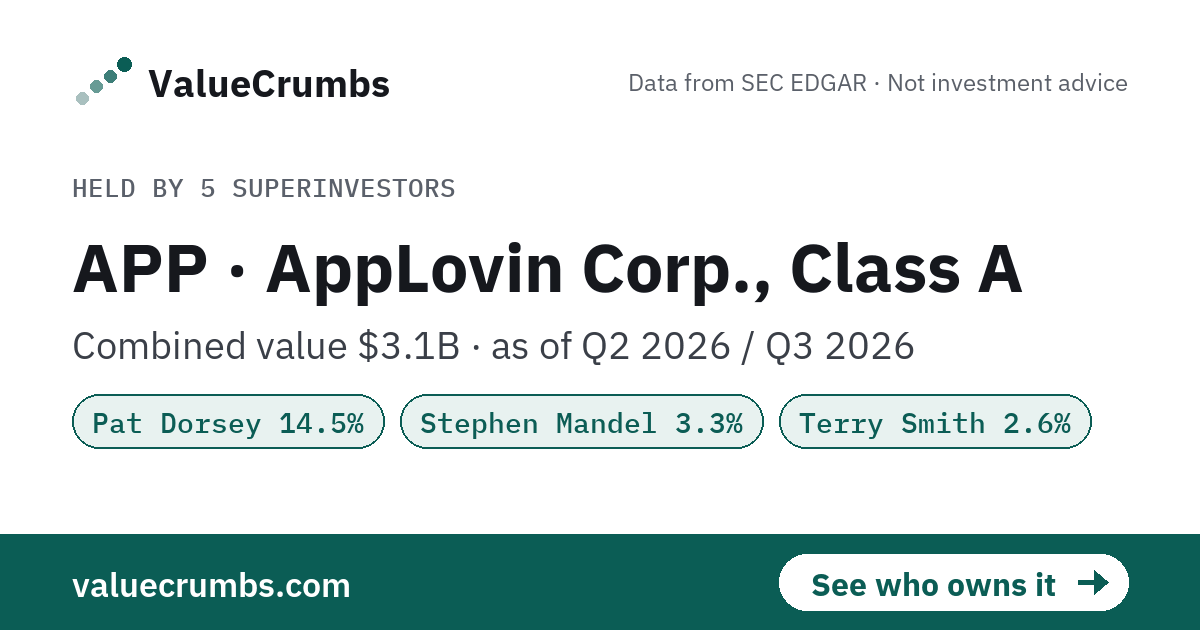 ValueCrumbs
Data from SEC EDGAR · Not investment advice
HELD BY 5 SUPERINVESTORS
APP · AppLovin Corp., Class A
Combined value $3.1B · as of Q2 2026 / Q3 2026
Pat Dorsey 14.5%
Stephen Mandel 3.3%
Terry Smith 2.6%
valuecrumbs.com
See who owns it